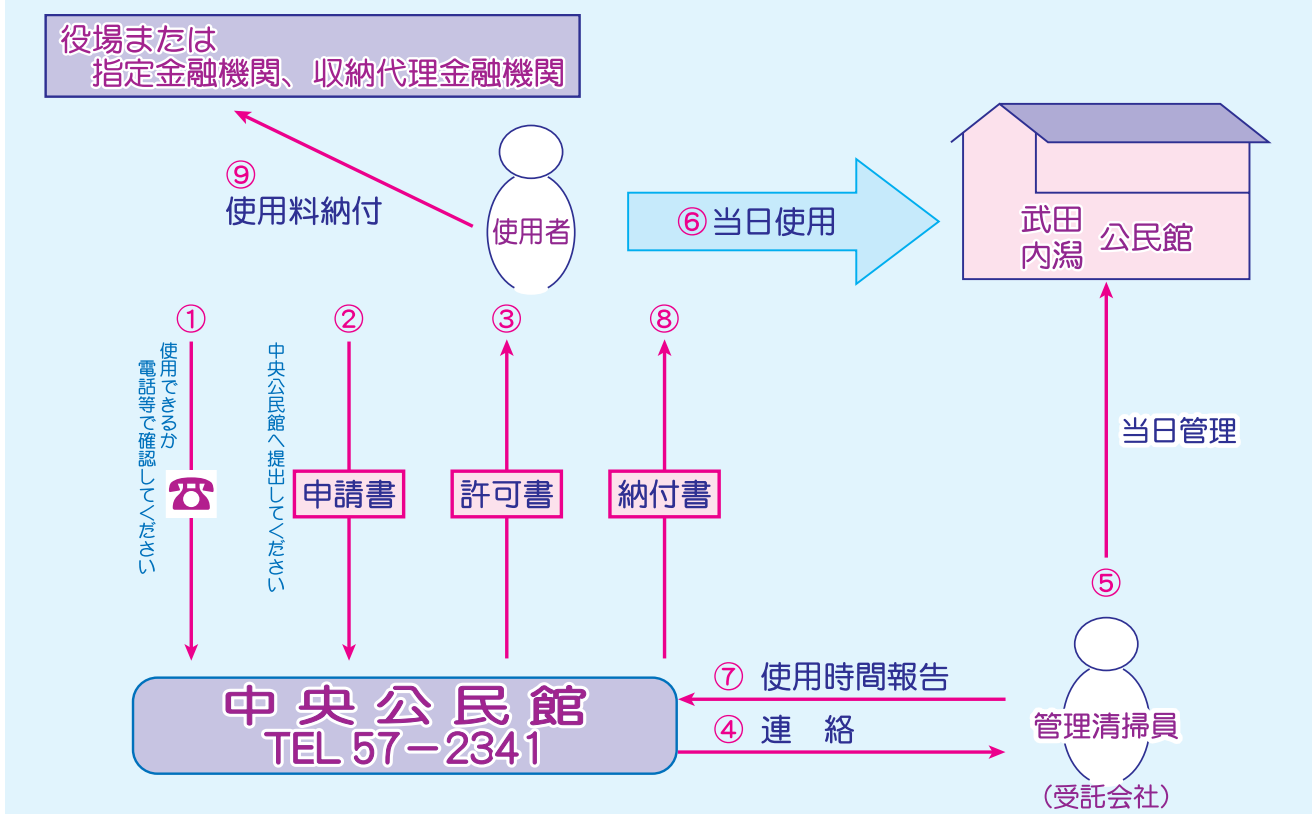 役場または
指定金融機関、収納代理金融機関
⑨
使用料納付
使用者
⑥当日使用
武田
内潟
公民館
①
使用できるか
電話等で確認してください
②
中央公民館へ提出してください
申請書
③
許可書
⑧
納付書
当日管理
⑤
中央公民館
TEL 57−2341
⑦ 使用時間報告
④ 連　絡
管理清掃員
(受託会社)